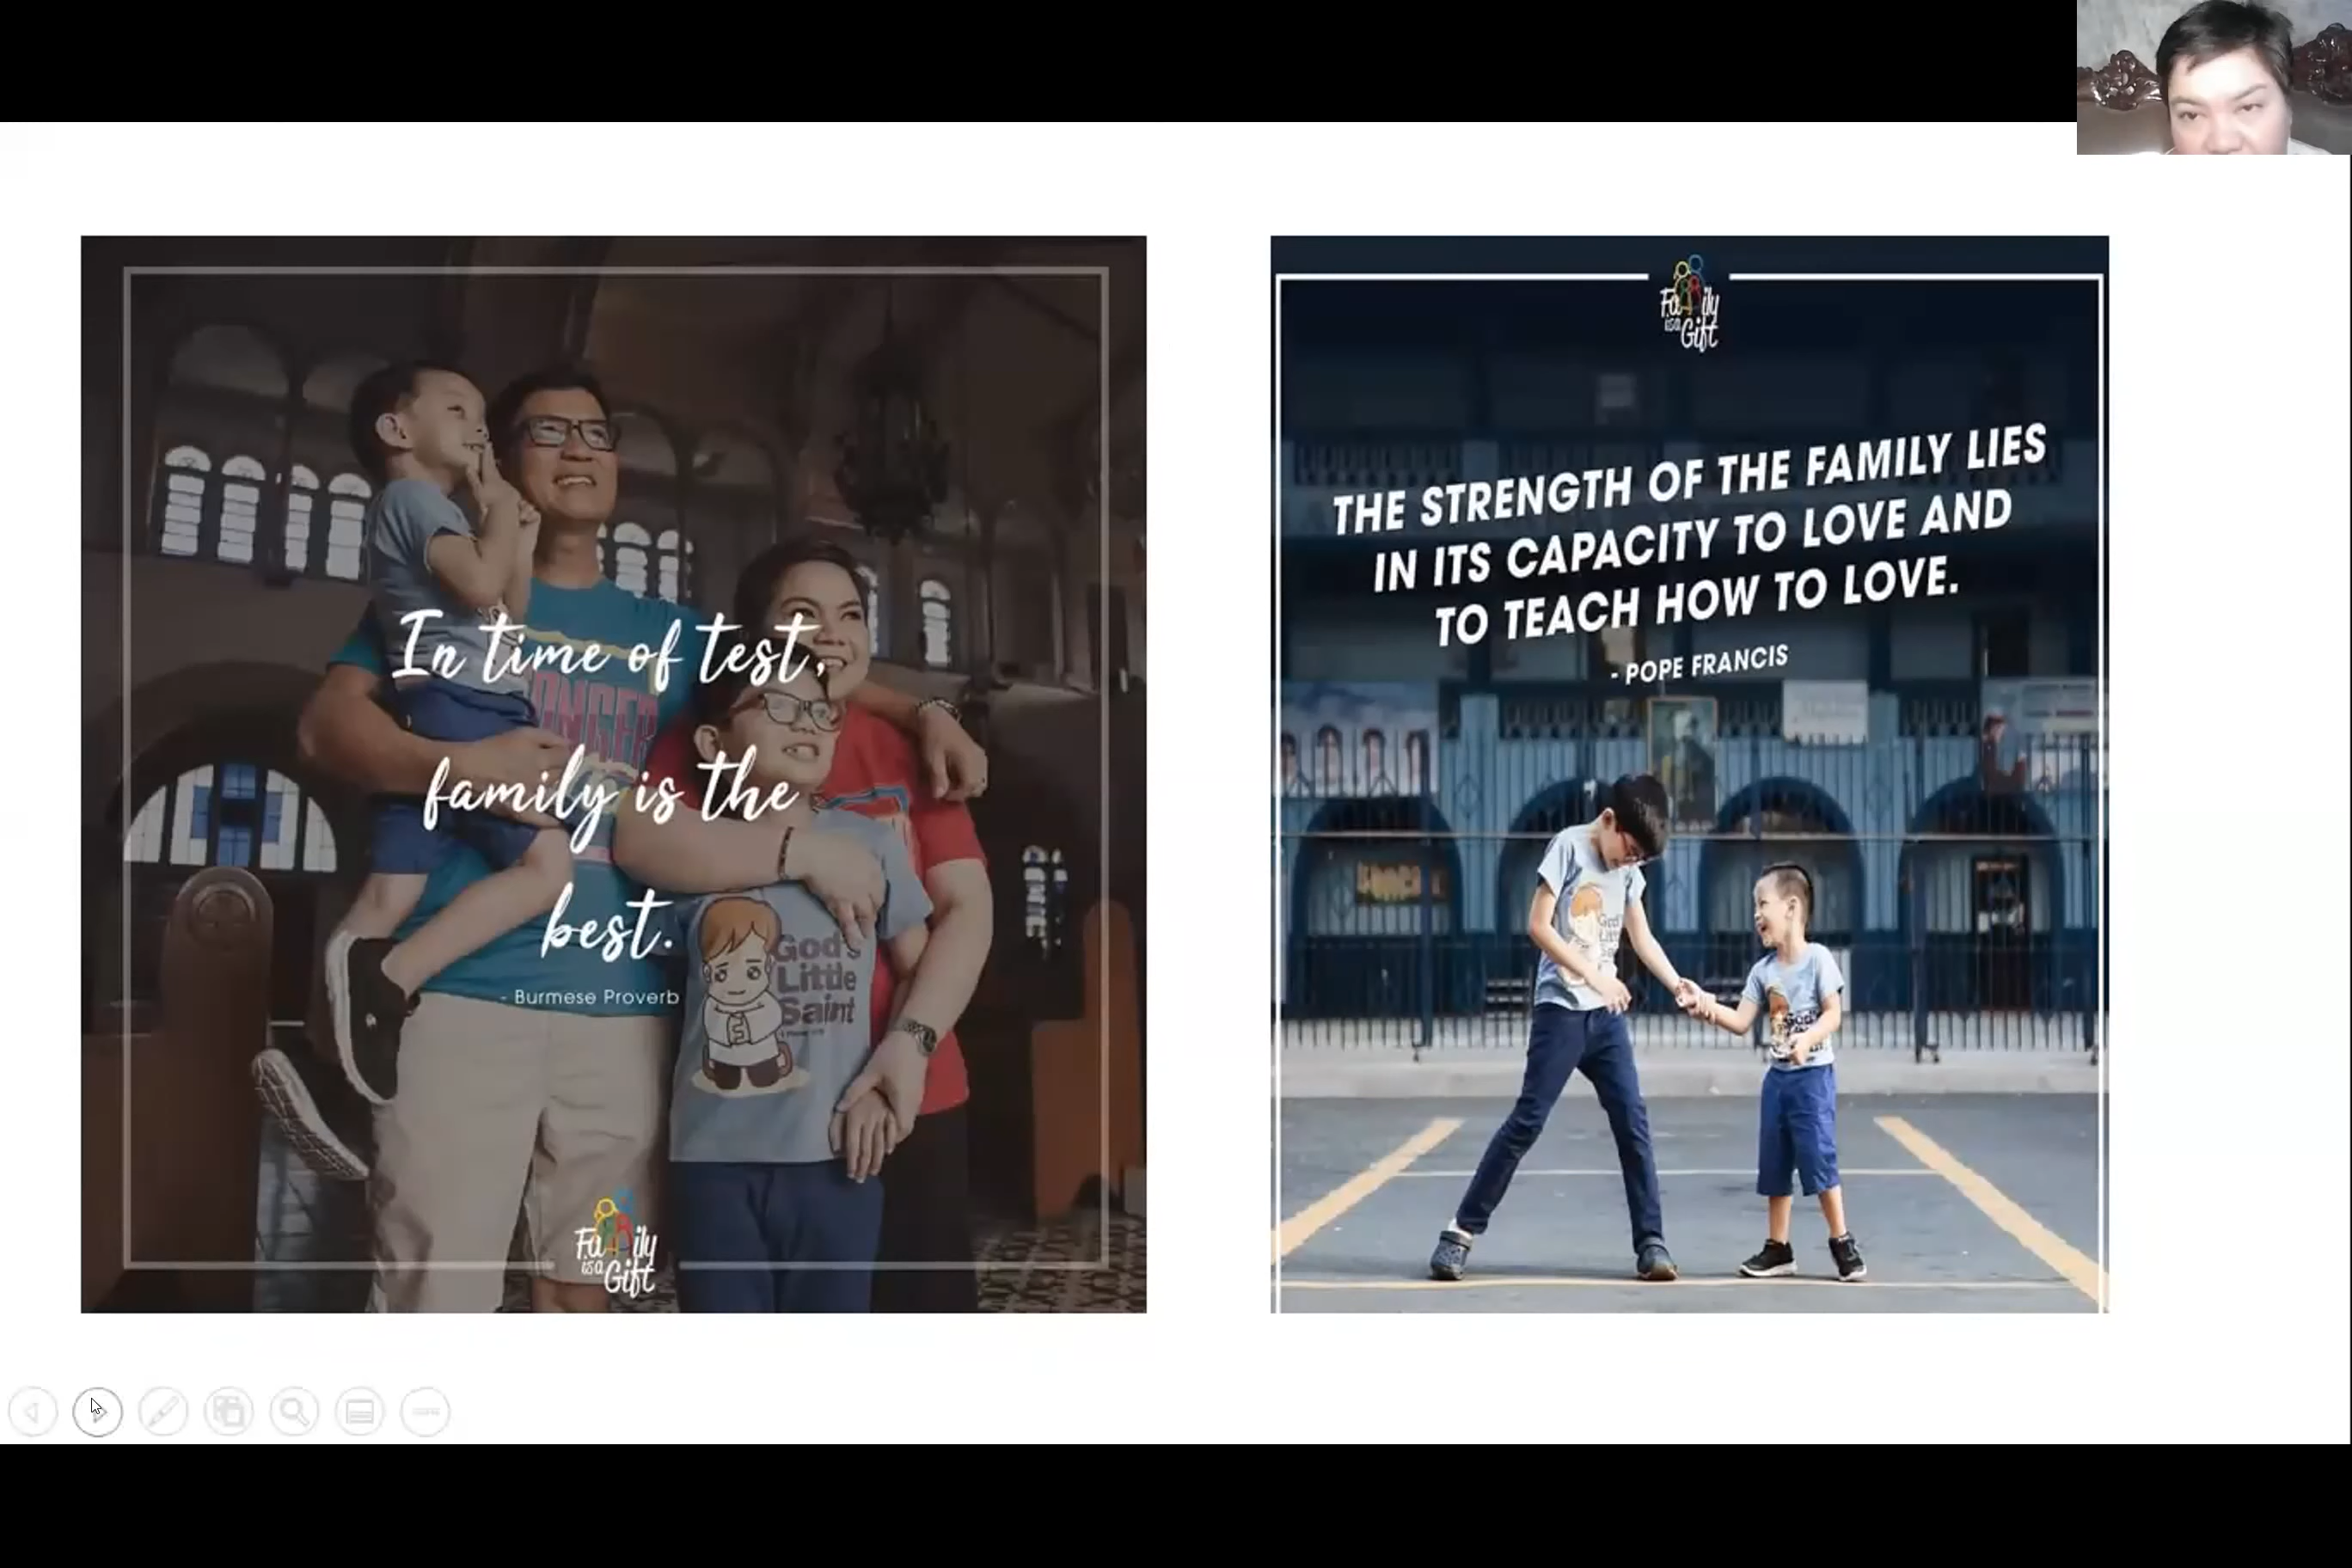 In time of test,
family is the
best.
- Burmese Proverb
God's
Little
Saint
Family
is a
Gift
Family
is a
Gift
THE STRENGTH OF THE FAMILY LIES
IN ITS CAPACITY TO LOVE AND
TO TEACH HOW TO LOVE.
- POPE FRANCIS